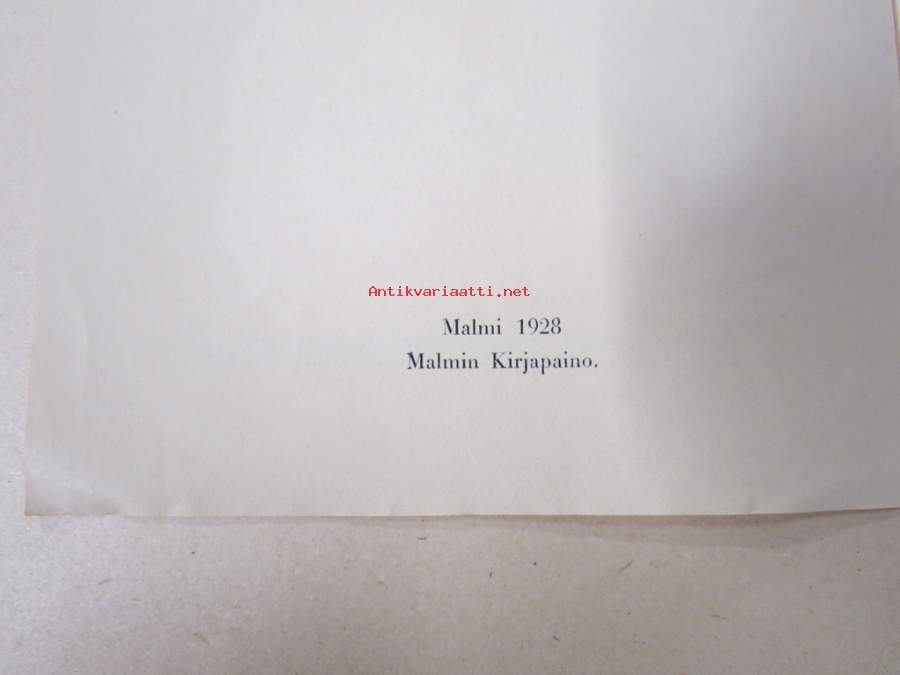 Antikvariaatti.net
Malmi 1928
Malmin Kirjapaino.